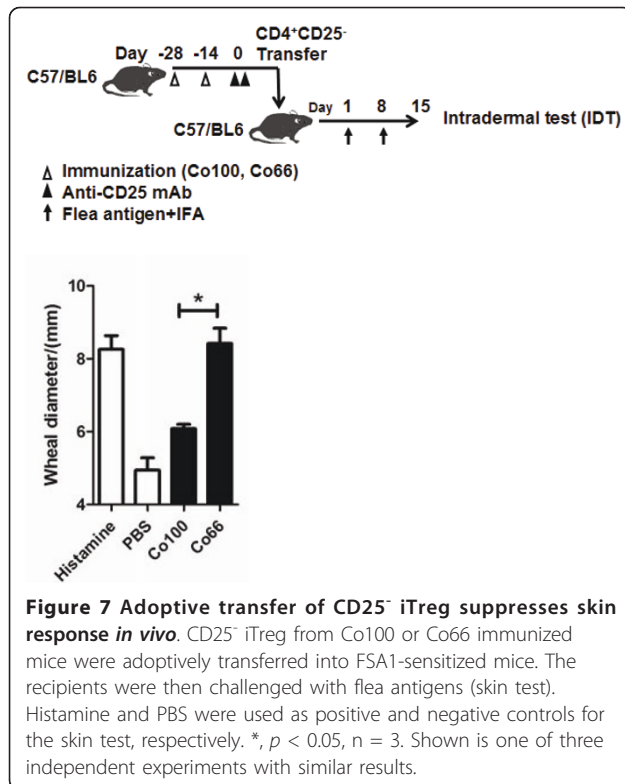 CD4⁺CD25⁻
Day -28 -14 0 Transfer
C57/BL6
Day 1 8 15
C57/BL6
Intradermal test (IDT)
Immunization (Co100, Co66)
Anti-CD25 mAb
Flea antigen+IFA
10
*
8
6
4
Wheal diameter/(mm)
Histamine
PBS
Co100
Co66
Figure 7 Adoptive transfer of CD25⁻ iTreg suppresses skin
response in vivo. CD25⁻ iTreg from Co100 or Co66 immunized
mice were adoptively transferred into FSA1-sensitized mice. The
recipients were then challenged with flea antigens (skin test).
Histamine and PBS were used as positive and negative controls for
the skin test, respectively. *, p < 0.05, n = 3. Shown is one of three
independent experiments with similar results.